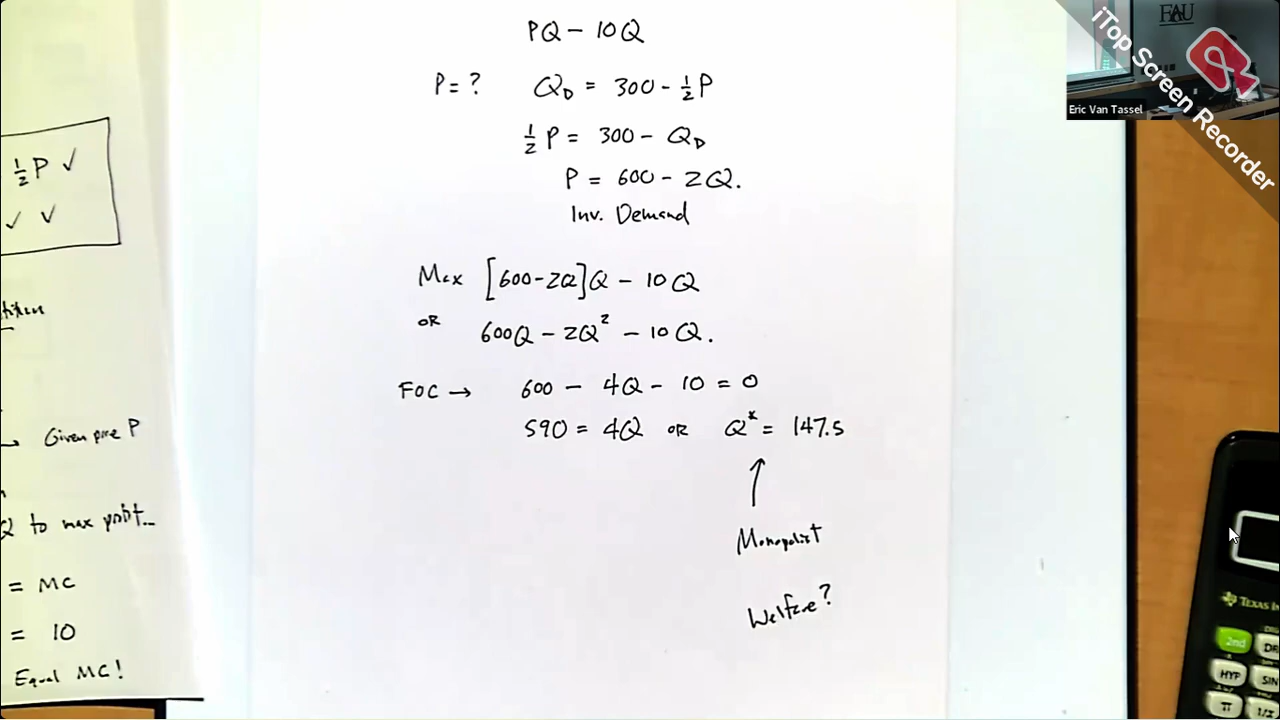 PQ - 10Q
P = ? Q_D = 300 - ½P
½P = 300 - Q_D
P = 600 - 2Q.
Inv. Demand
Max [600-2Q]Q - 10Q
OR
600Q - 2Q² - 10Q.
FOC → 600 - 4Q - 10 = 0
590 = 4Q OR Q* = 147.5
↑
Monopolist
Welfare?
½P ✓
✓ ✓
→ Given price P
Q to max profit...
= MC
= 10
Equal MC!
FAU
Eric Van Tassel
iTop Screen Recorder
TEXAS IN
2nd
HYP
SIN
π
1/x